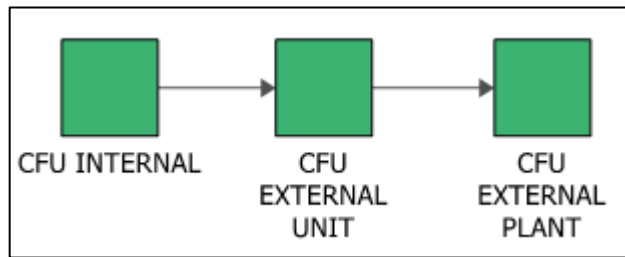 CFU INTERNAL
CFU
EXTERNAL
UNIT
CFU
EXTERNAL
PLANT